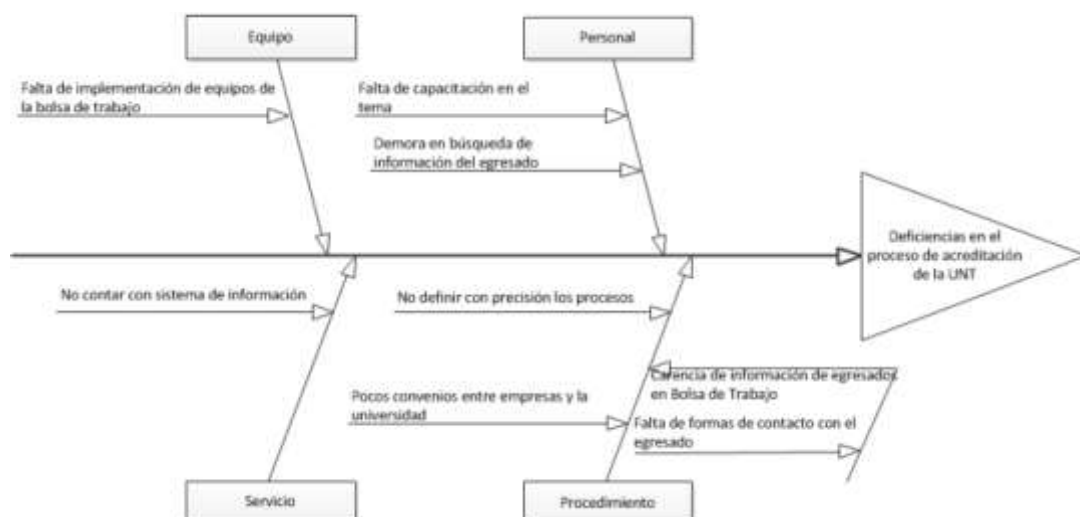 Equipo
Personal
Falta de implementación de equipos de
la bolsa de trabajo
Falta de capacitación en el
tema
Demora en búsqueda de
información del egresado
Deficiencias en el
proceso de acreditación
de la UNT
No contar con sistema de información
No definir con precisión los procesos
Carencia de información de egresados
en Bolsa de Trabajo
Pocos convenios entre empresas y la
universidad
Falta de formas de contacto con el
egresado
Servicio
Procedimiento